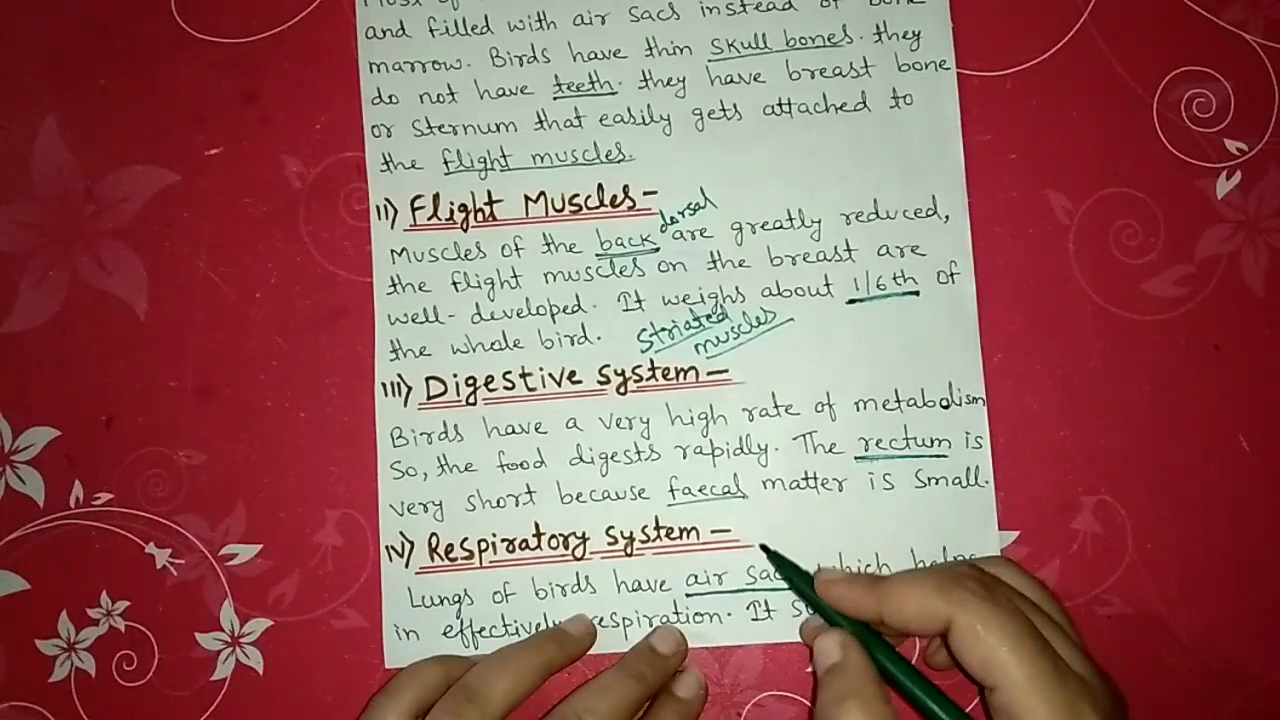 and filled with air sacs instead of
marrow. Birds have thin skull bones. they
do not have teeth. they have breast bone
or sternum that easily gets attached to
the flight muscles.
II) Flight Muscles-
dorsal
Muscles of the back are greatly reduced,
the flight muscles on the breast are
well-developed. It weighs about 1/6th of
the whole bird.
Striated
muscles
III) Digestive system-
Birds have a very high rate of metabolism
So, the food digests rapidly. The rectum is
very short because faecal matter is small.
IV) Respiratory system-
Lungs of birds have air
in effectively respiration. It